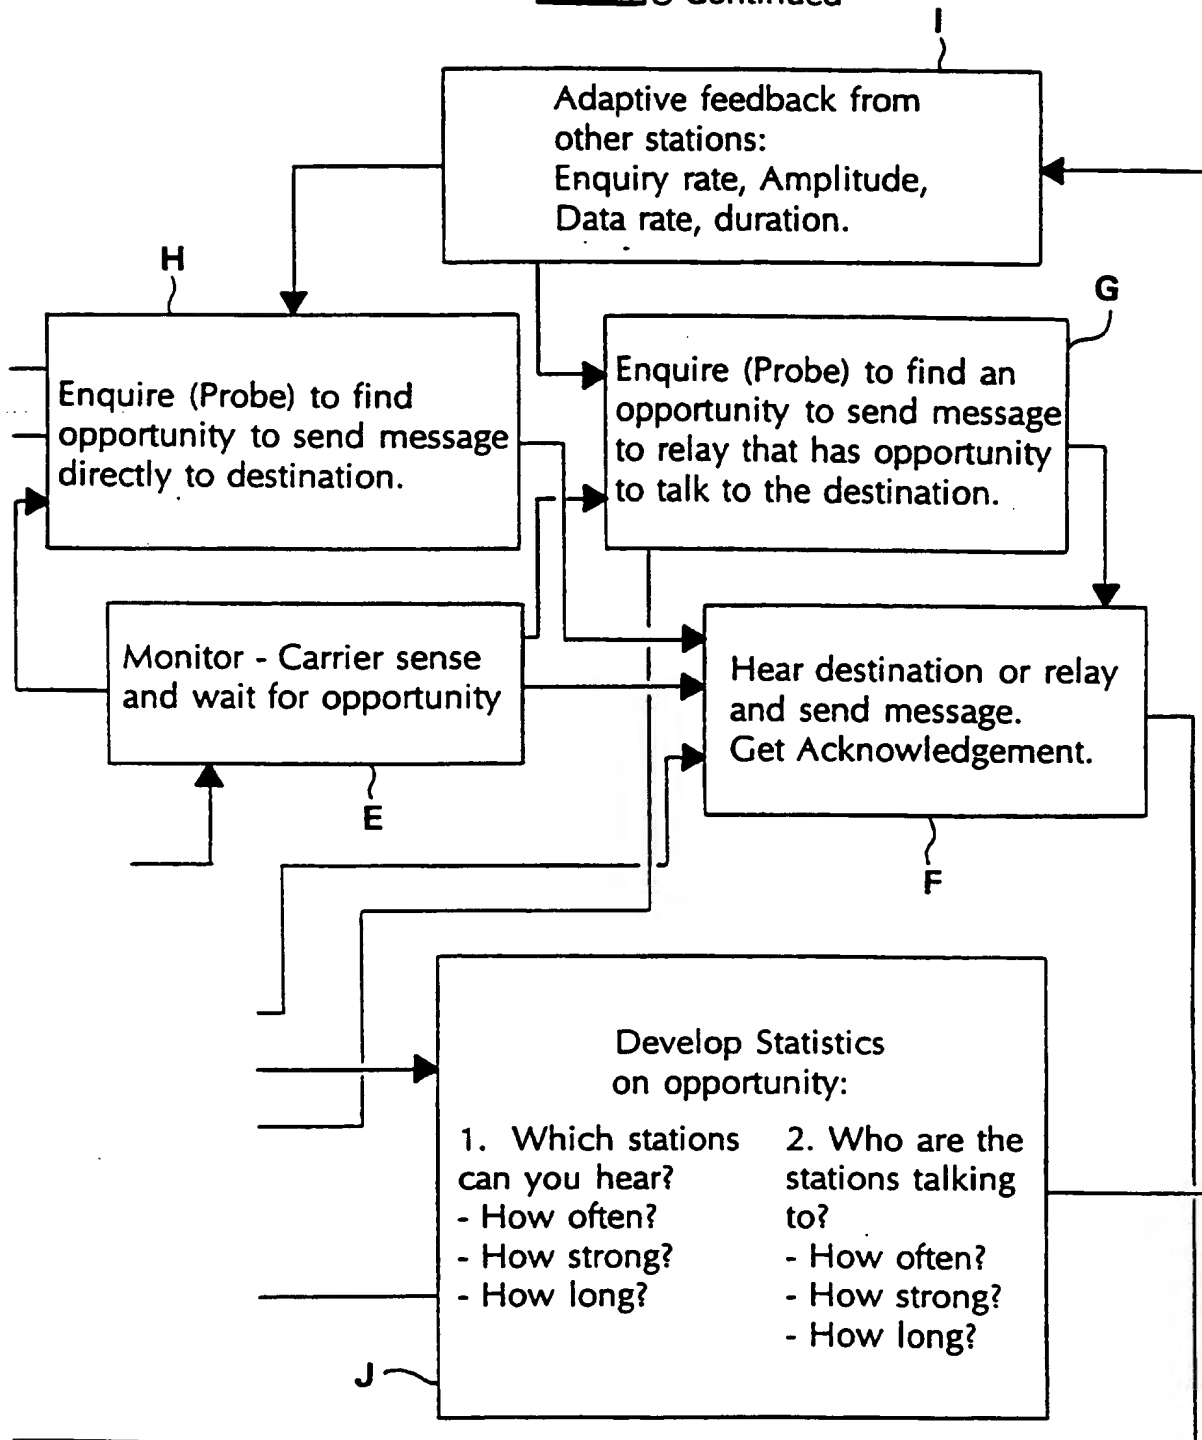 Continued
I
Adaptive feedback from
other stations:
Enquiry rate, Amplitude,
Data rate, duration.
H
G
Enquire (Probe) to find
opportunity to send message
directly to destination.
Enquire (Probe) to find an
opportunity to send message
to relay that has opportunity
to talk to the destination.
Monitor - Carrier sense
and wait for opportunity
E
Hear destination or relay
and send message.
Get Acknowledgement.
F
Develop Statistics
on opportunity:
1. Which stations
can you hear?
- How often?
- How strong?
- How long?
2. Who are the
stations talking
to?
- How often?
- How strong?
- How long?
J